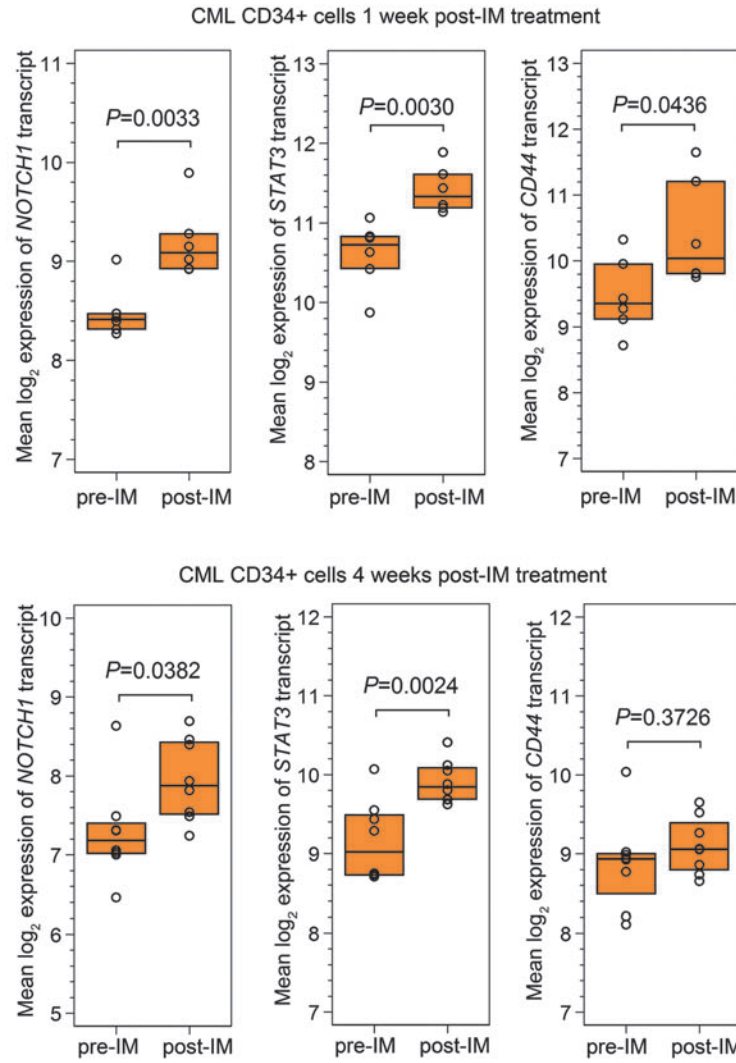 CML CD34+ cells 1 week post-IM treatment
Mean log2 expression of NOTCH1 transcript
11
10
9
8
7
P=0.0033
pre-IM post-IM
Mean log2 expression of STAT3 transcript
13
12
11
10
9
8
P=0.0030
pre-IM post-IM
Mean log2 expression of CD44 transcript
13
12
11
10
9
8
7
P=0.0436
pre-IM post-IM
CML CD34+ cells 4 weeks post-IM treatment
Mean log2 expression of NOTCH1 transcript
10
9
8
7
6
5
P=0.0382
pre-IM post-IM
Mean log2 expression of STAT3 transcript
12
11
10
9
8
7
P=0.0024
pre-IM post-IM
Mean log2 expression of CD44 transcript
12
11
10
9
8
7
P=0.3726
pre-IM post-IM